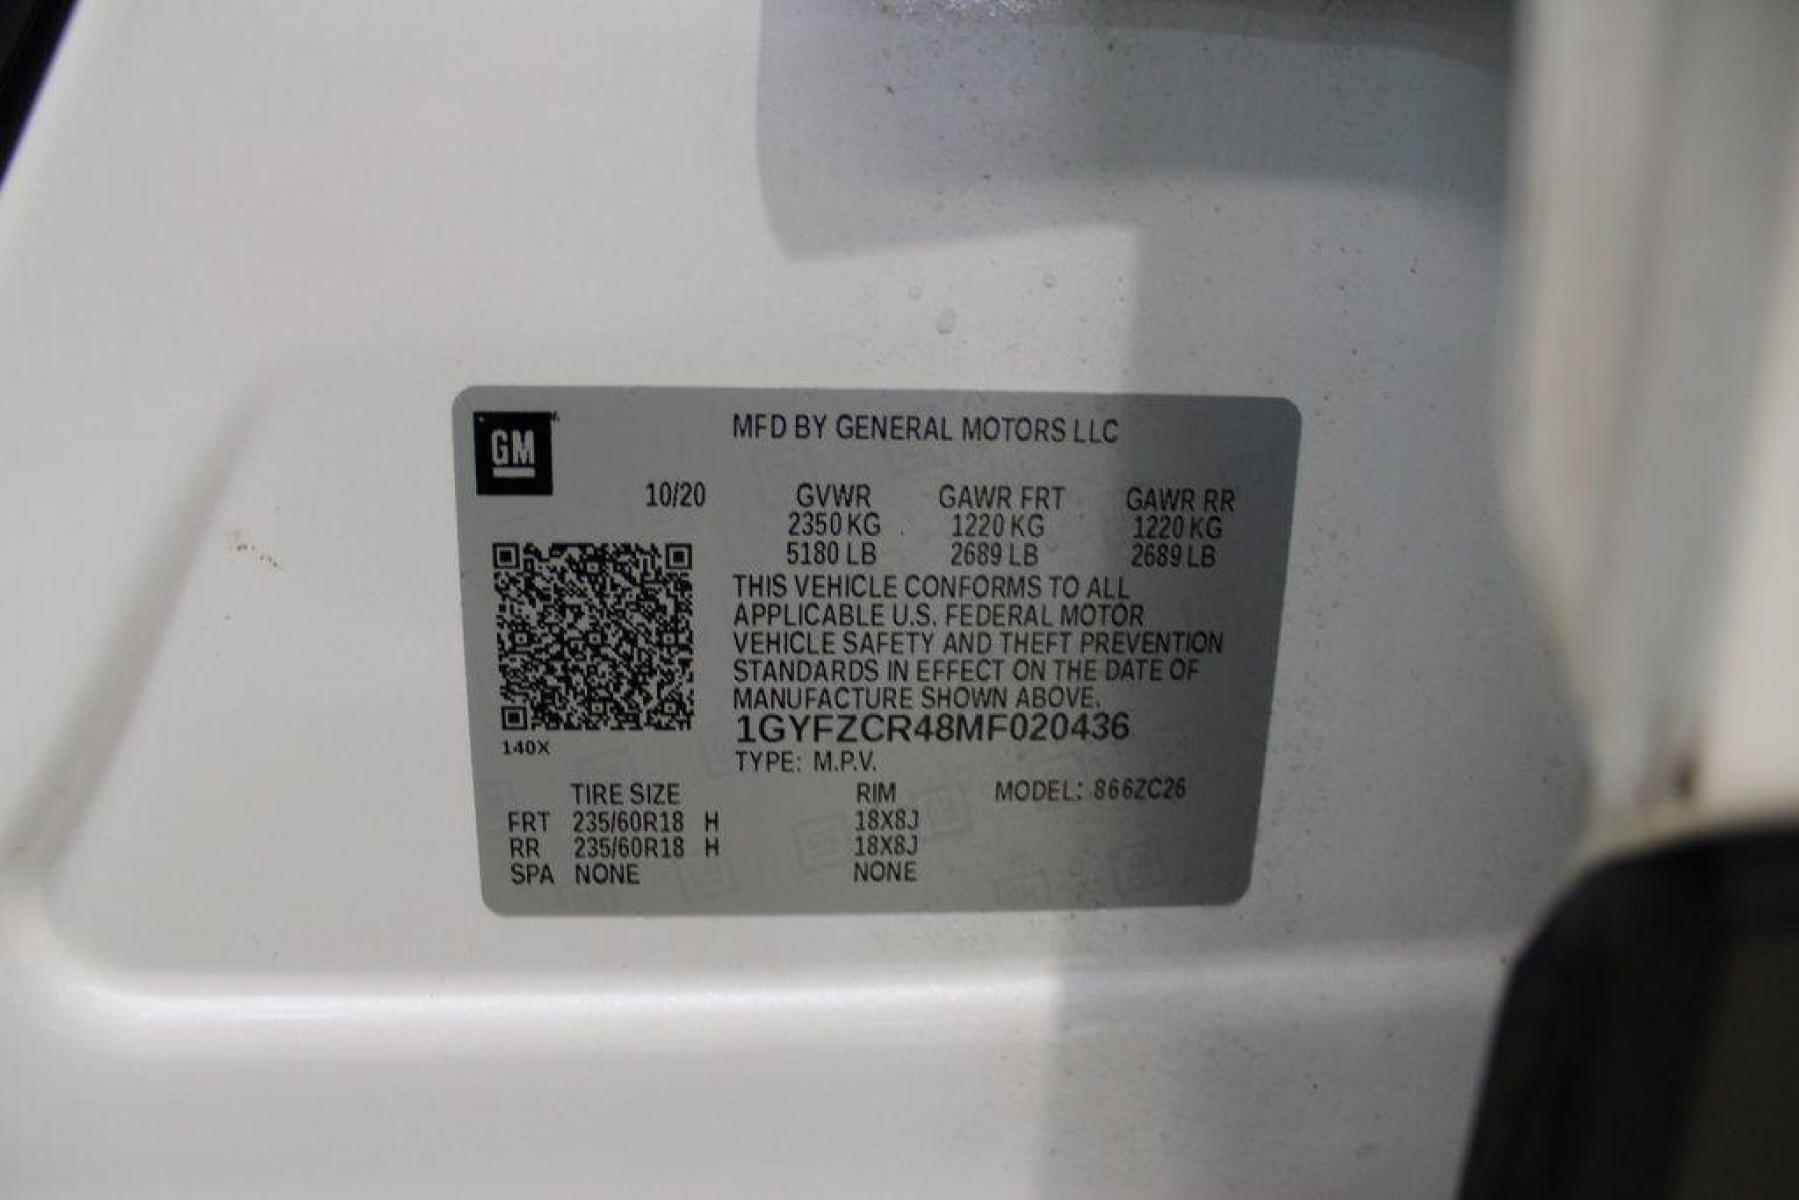 GM
MFD BY GENERAL MOTORS LLC
10/20 GVWR GAWR FRT GAWR RR
2350 KG 1220 KG 1220 KG
5180 LB 2689 LB 2689 LB
THIS VEHICLE CONFORMS TO ALL
APPLICABLE U.S. FEDERAL MOTOR
VEHICLE SAFETY AND THEFT PREVENTION
STANDARDS IN EFFECT ON THE DATE OF
MANUFACTURE SHOWN ABOVE.
1GYFZCR48MF020436
140X
TYPE: M.P.V.
TIRE SIZE RIM MODEL: 866ZC26
FRT 235/60R18 H 18X8J
RR 235/60R18 H 18X8J
SPA NONE NONE